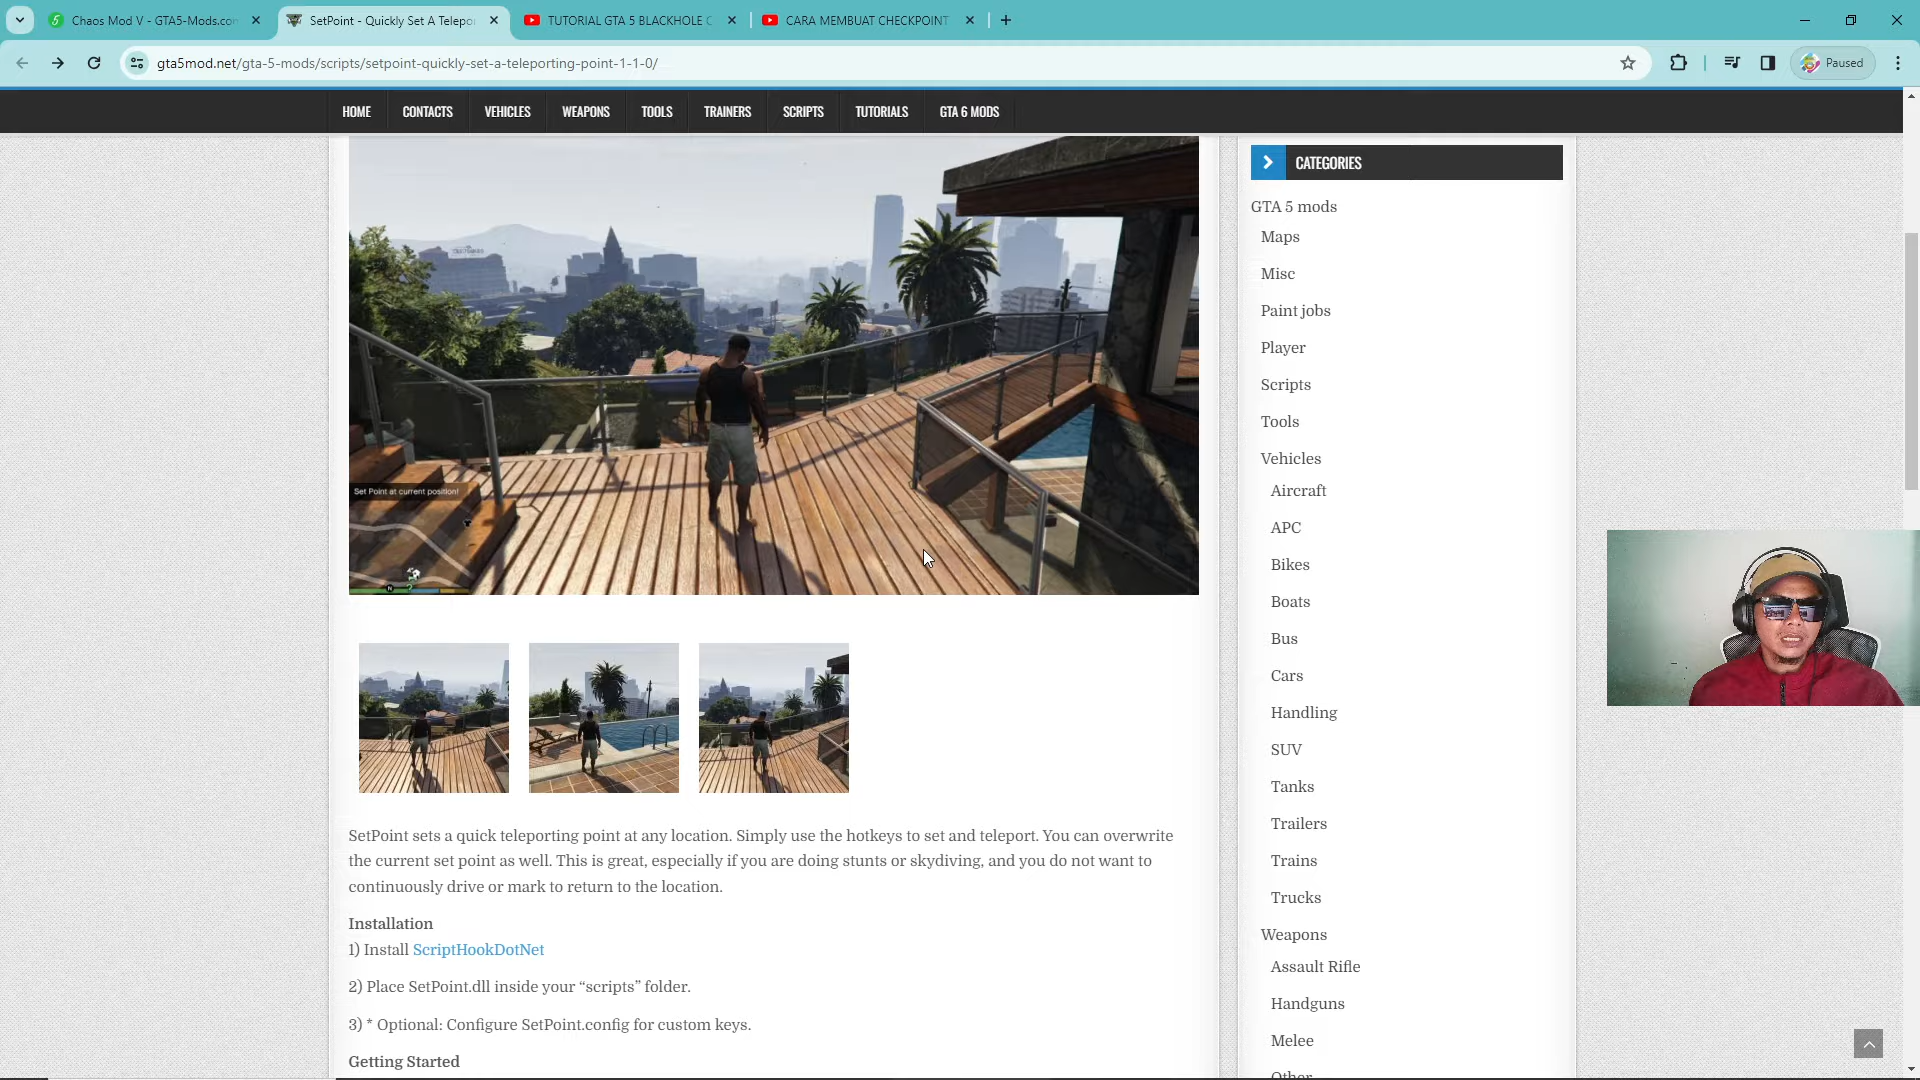 Chaos Mod V - GTA5-Mods.com
SetPoint - Quickly Set A Telepor
TUTORIAL GTA 5 BLACKHOLE C
CARA MEMBUAT CHECKPOINT
gta5mod.net/gta-5-mods/scripts/setpoint-quickly-set-a-teleporting-point-1-1-0/
Paused
HOME
CONTACTS
VEHICLES
WEAPONS
TOOLS
TRAINERS
SCRIPTS
TUTORIALS
GTA 6 MODS
Set Point at current position!
SetPoint sets a quick teleporting point at any location. Simply use the hotkeys to set and teleport. You can overwrite
the current set point as well. This is great, especially if you are doing stunts or skydiving, and you do not want to
continuously drive or mark to return to the location.
Installation
1) Install ScriptHookDotNet
2) Place SetPoint.dll inside your “scripts” folder.
3) * Optional: Configure SetPoint.config for custom keys.
Getting Started
CATEGORIES
GTA 5 mods
Maps
Misc
Paint jobs
Player
Scripts
Tools
Vehicles
Aircraft
APC
Bikes
Boats
Bus
Cars
Handling
SUV
Tanks
Trailers
Trains
Trucks
Weapons
Assault Rifle
Handguns
Melee
Other